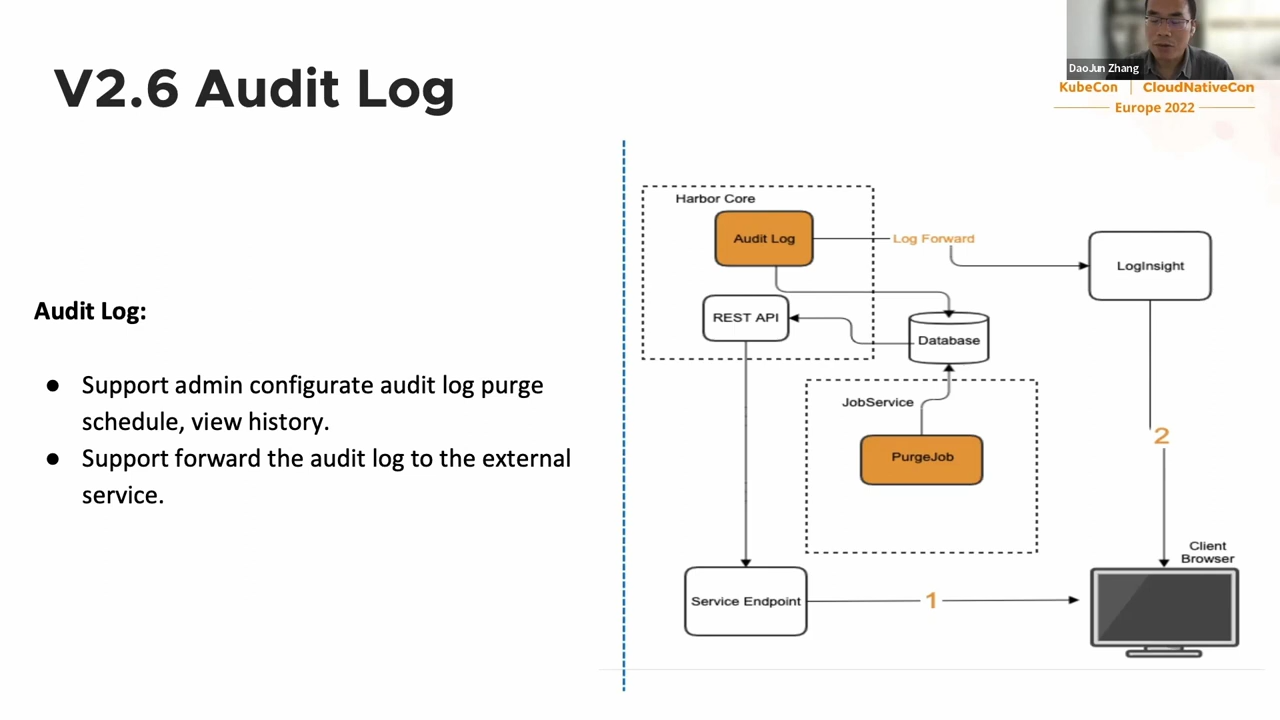 V2.6 Audit Log
DaoJun Zhang
KubeCon | CloudNativeCon
Europe 2022
Audit Log:
● Support admin configurate audit log purge
schedule, view history.
● Support forward the audit log to the external
service.
Harbor Core
Audit Log
Log Forward
LogInsight
REST API
Database
JobService
PurgeJob
2
Client
Browser
Service Endpoint
1